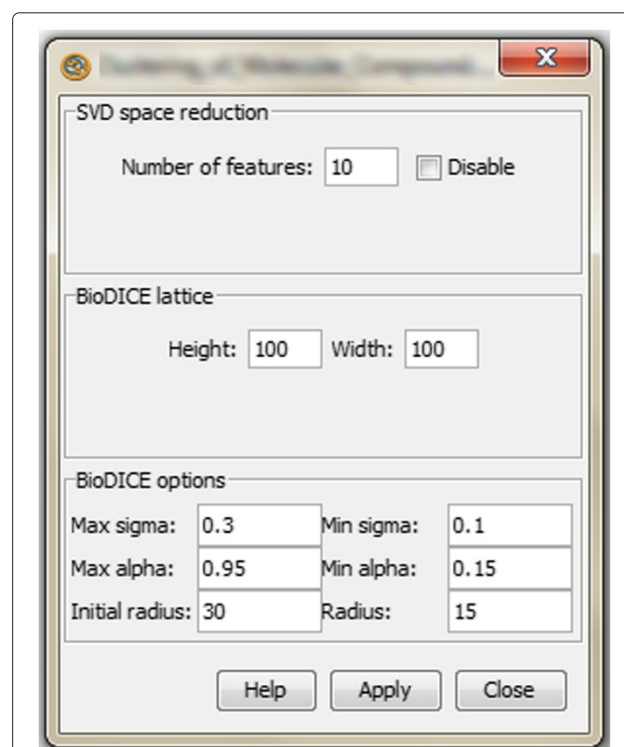 SVD space reduction
Number of features: 10 Disable
BioDICE lattice
Height: 100 Width: 100
BioDICE options
Max sigma: 0.3 Min sigma: 0.1
Max alpha: 0.95 Min alpha: 0.15
Initial radius: 30 Radius: 15
Help Apply Close